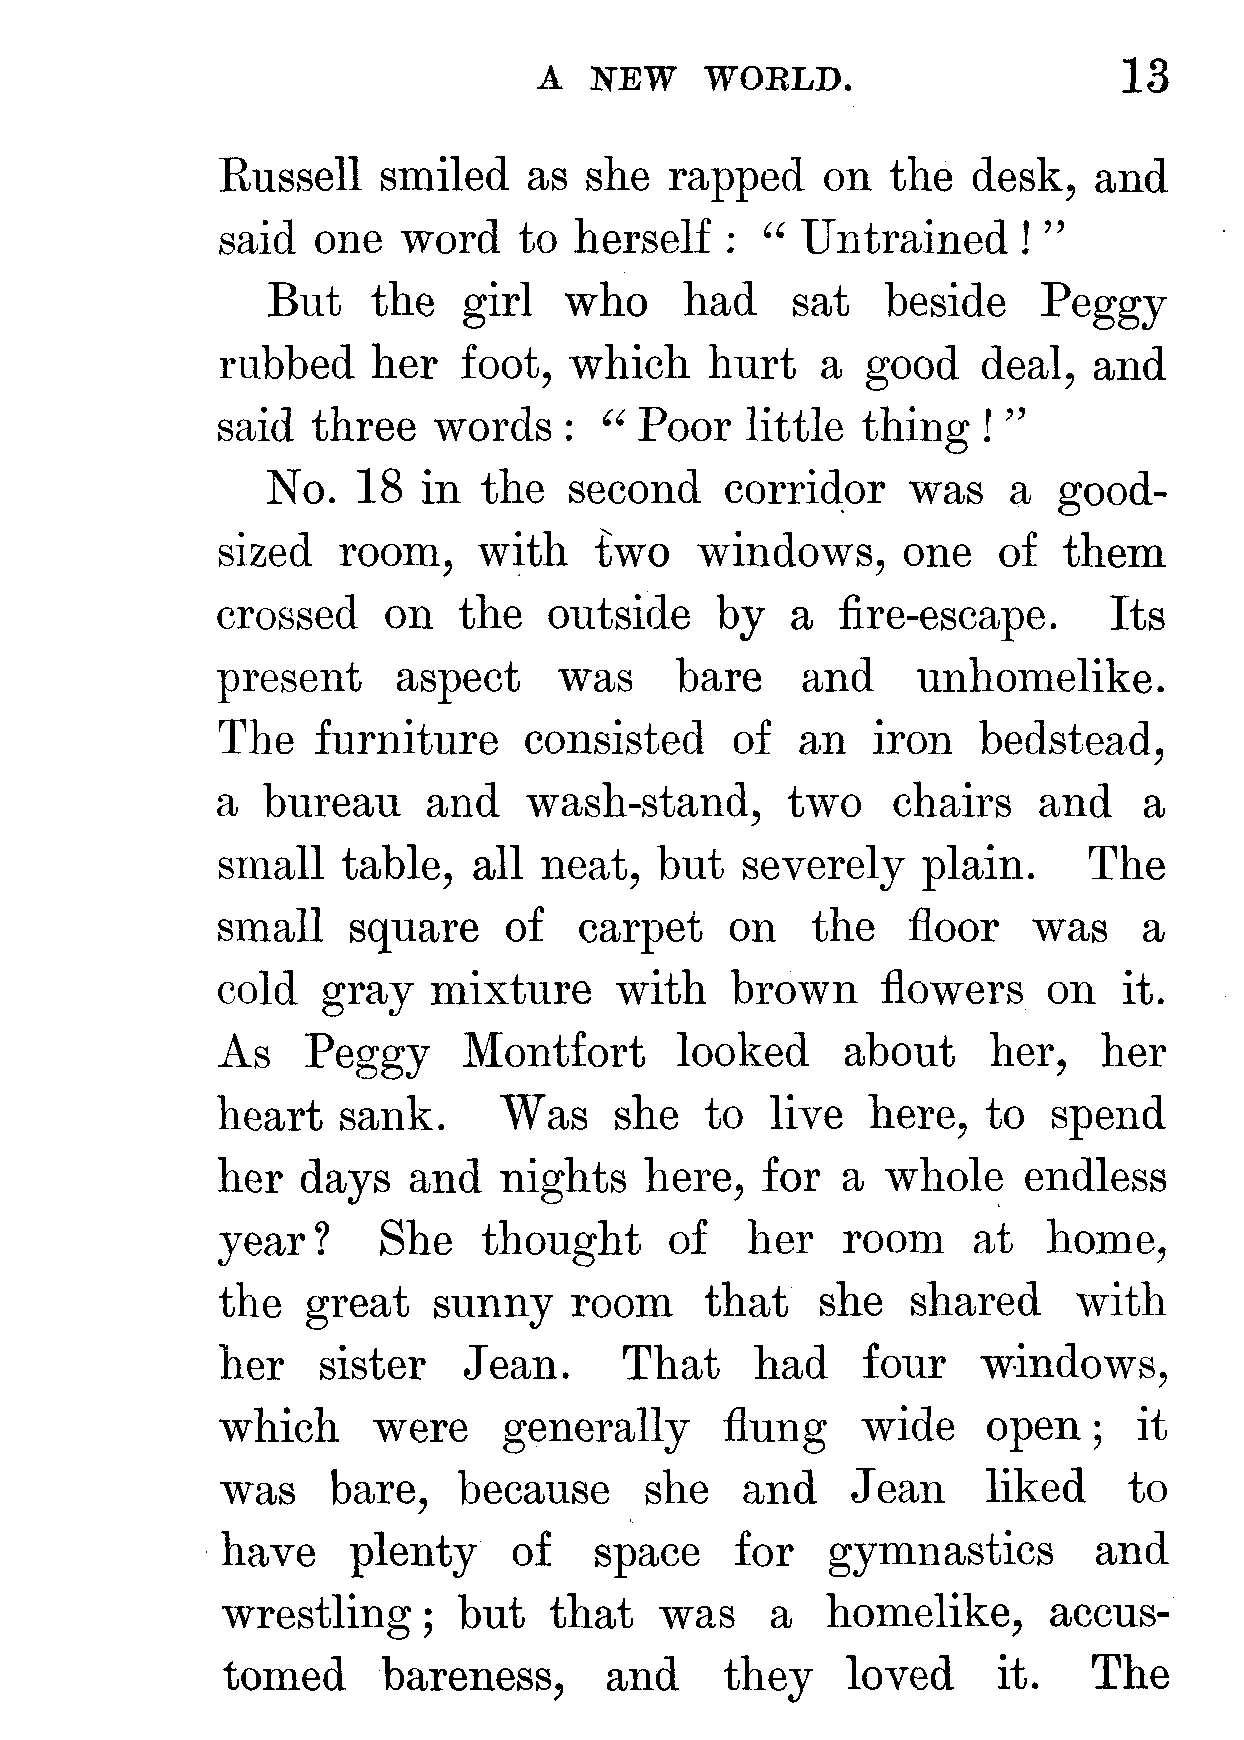 A NEW WORLD. 13
Russell smiled as she rapped on the desk, and
said one word to herself : “ Untrained ! ”
But the girl who had sat beside Peggy
rubbed her foot, which hurt a good deal, and
said three words : “ Poor little thing ! ”
No. 18 in the second corridor was a good-
sized room, with two windows, one of them
crossed on the outside by a fire-escape. Its
present aspect was bare and unhomelike.
The furniture consisted of an iron bedstead,
a bureau and wash-stand, two chairs and a
small table, all neat, but severely plain. The
small square of carpet on the floor was a
cold gray mixture with brown flowers on it.
As Peggy Montfort looked about her, her
heart sank. Was she to live here, to spend
her days and nights here, for a whole endless
year ? She thought of her room at home,
the great sunny room that she shared with
her sister Jean. That had four windows,
which were generally flung wide open ; it
was bare, because she and Jean liked to
have plenty of space for gymnastics and
wrestling ; but that was a homelike, accus-
tomed bareness, and they loved it. The